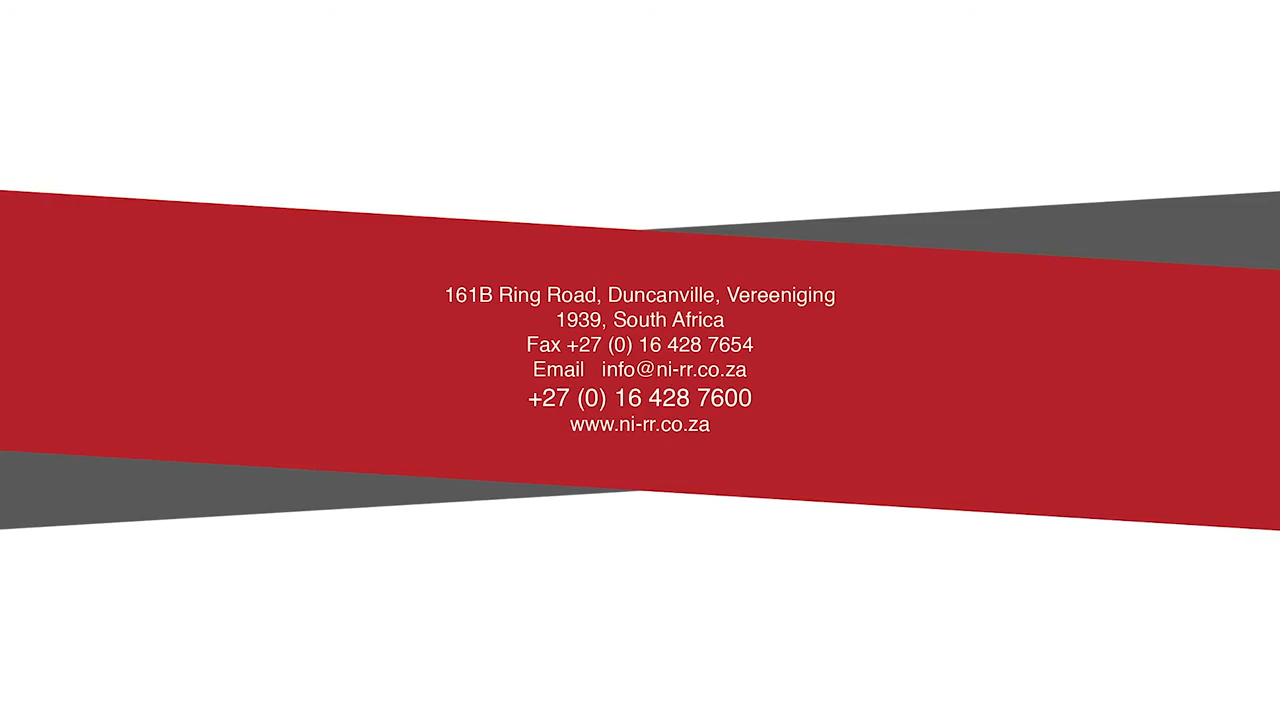 161B Ring Road, Duncanville, Vereeniging
1939, South Africa
Fax +27 (0) 16 428 7654
Email   info@ni-rr.co.za
+27 (0) 16 428 7600
www.ni-rr.co.za